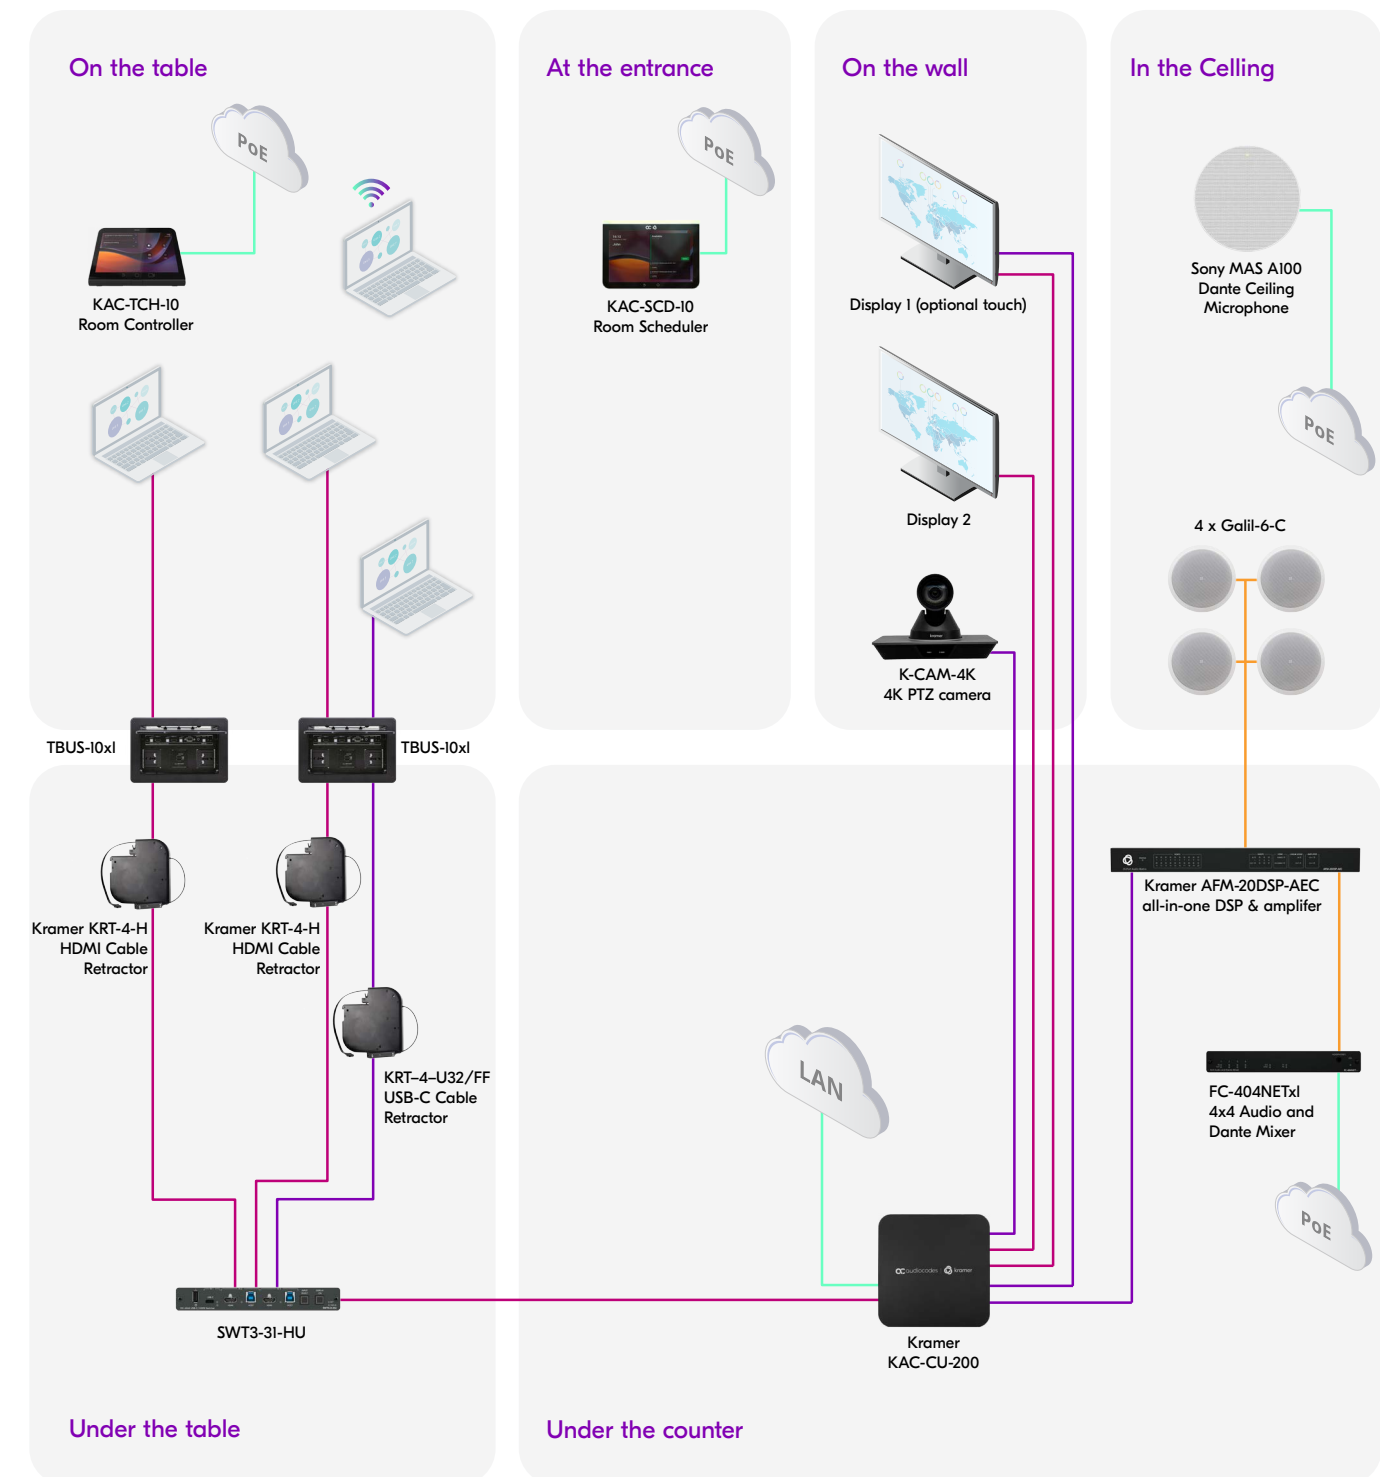 On the table
PoE
KAC-TCH-10
Room Controller
At the entrance
PoE
KAC-SCD-10
Room Scheduler
On the wall
Display 1 (optional touch)
Display 2
K-CAM-4K
4K PTZ camera
In the Celling
Sony MAS A100
Dante Ceiling
Microphone
PoE
4 x Galil-6-C
TBUS-10xl
TBUS-10xl
Kramer KRT-4-H
HDMI Cable
Retractor
Kramer KRT-4-H
HDMI Cable
Retractor
KRT–4–U32/FF
USB-C Cable
Retractor
SWT3-31-HU
Under the table
Kramer AFM-20DSP-AEC
all-in-one DSP & amplifer
LAN
FC-404NETxl
4x4 Audio and
Dante Mixer
PoE
audiocodes kramer
Kramer
KAC-CU-200
Under the counter